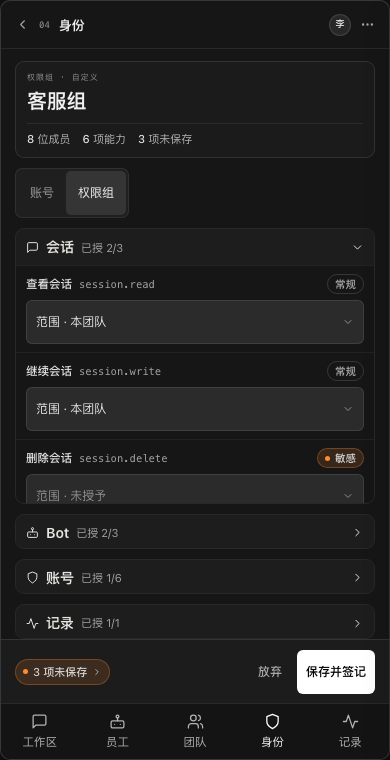 04 身份
李
权限组 · 自定义
客服组
8 位成员 6 项能力 3 项未保存
账号 权限组
会话 已授 2/3
查看会话 session.read 常规
范围 · 本团队
继续会话 session.write 常规
范围 · 本团队
删除会话 session.delete 敏感
范围 · 未授予
Bot 已授 2/3
账号 已授 1/6
记录 已授 1/1
3 项未保存 放弃 保存并签记
工作区 员工 团队 身份 记录